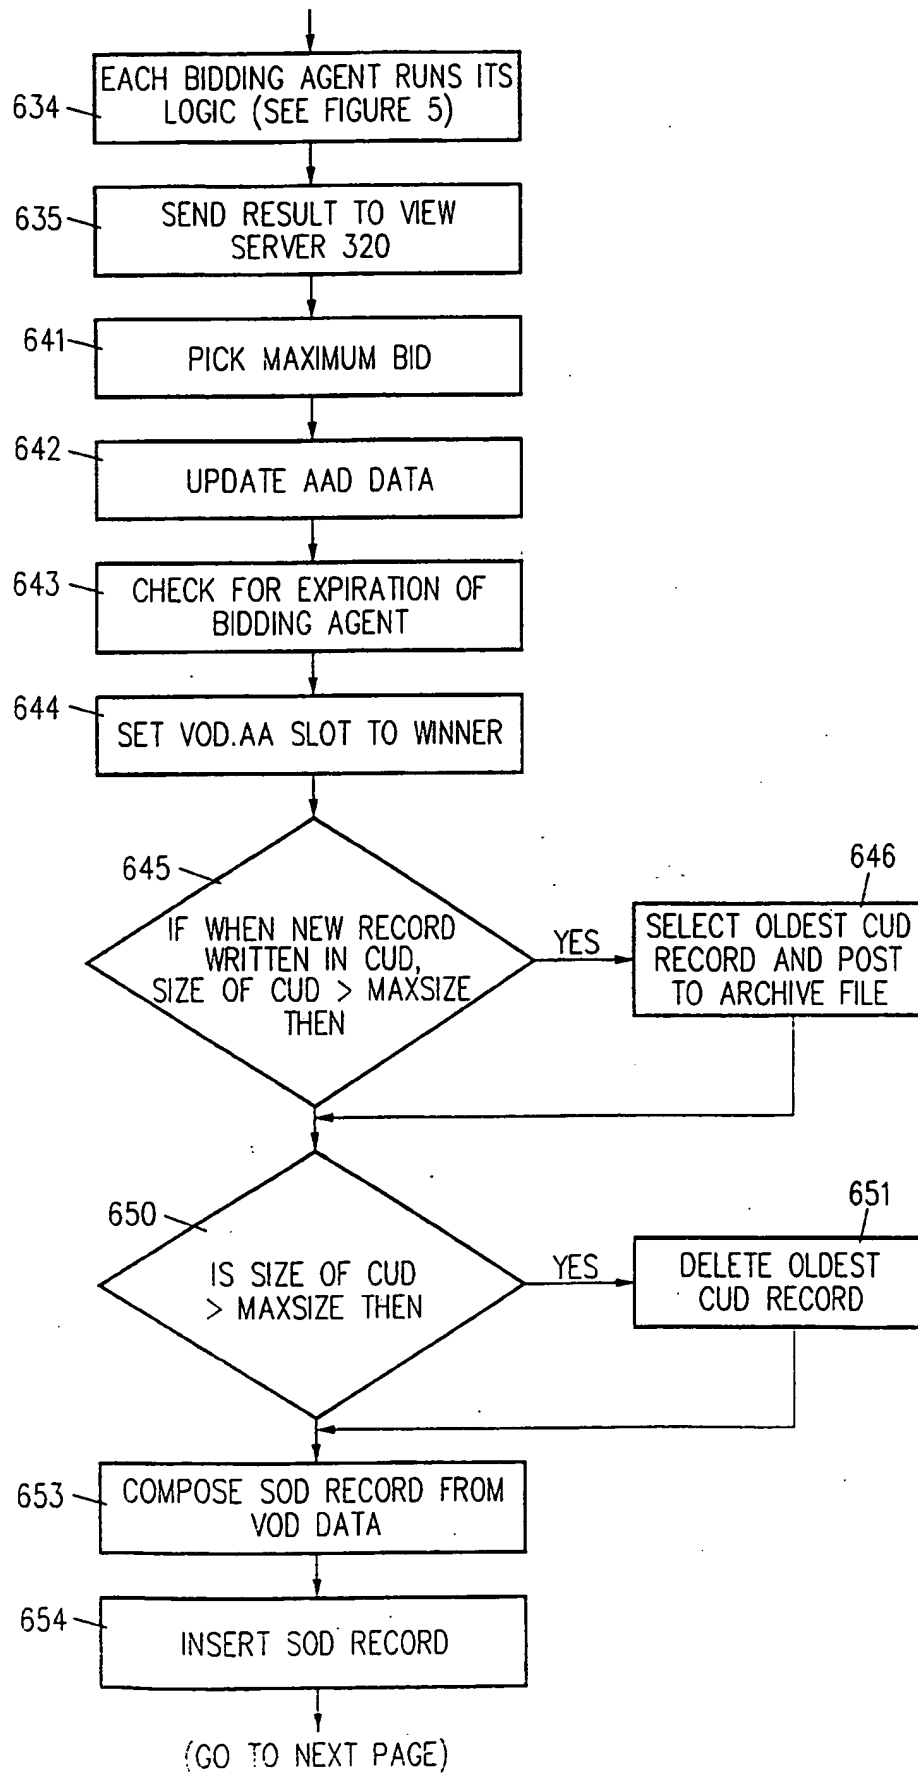 EACH BIDDING AGENT RUNS ITS
LOGIC (SEE FIGURE 5)
634
SEND RESULT TO VIEW
SERVER 320
635
641
PICK MAXIMUM BID
642
UPDATE AAD DATA
643
CHECK FOR EXPIRATION OF
BIDDING AGENT
644
SET VOD.AA SLOT TO WINNER
645
IF WHEN NEW RECORD
WRITTEN IN CUD,
SIZE OF CUD > MAXSIZE
THEN
YES
646
SELECT OLDEST CUD
RECORD AND POST
TO ARCHIVE FILE
650
IS SIZE OF CUD
> MAXSIZE THEN
YES
651
DELETE OLDEST
CUD RECORD
653
COMPOSE SOD RECORD FROM
VOD DATA
654
INSERT SOD RECORD
(GO TO NEXT PAGE)